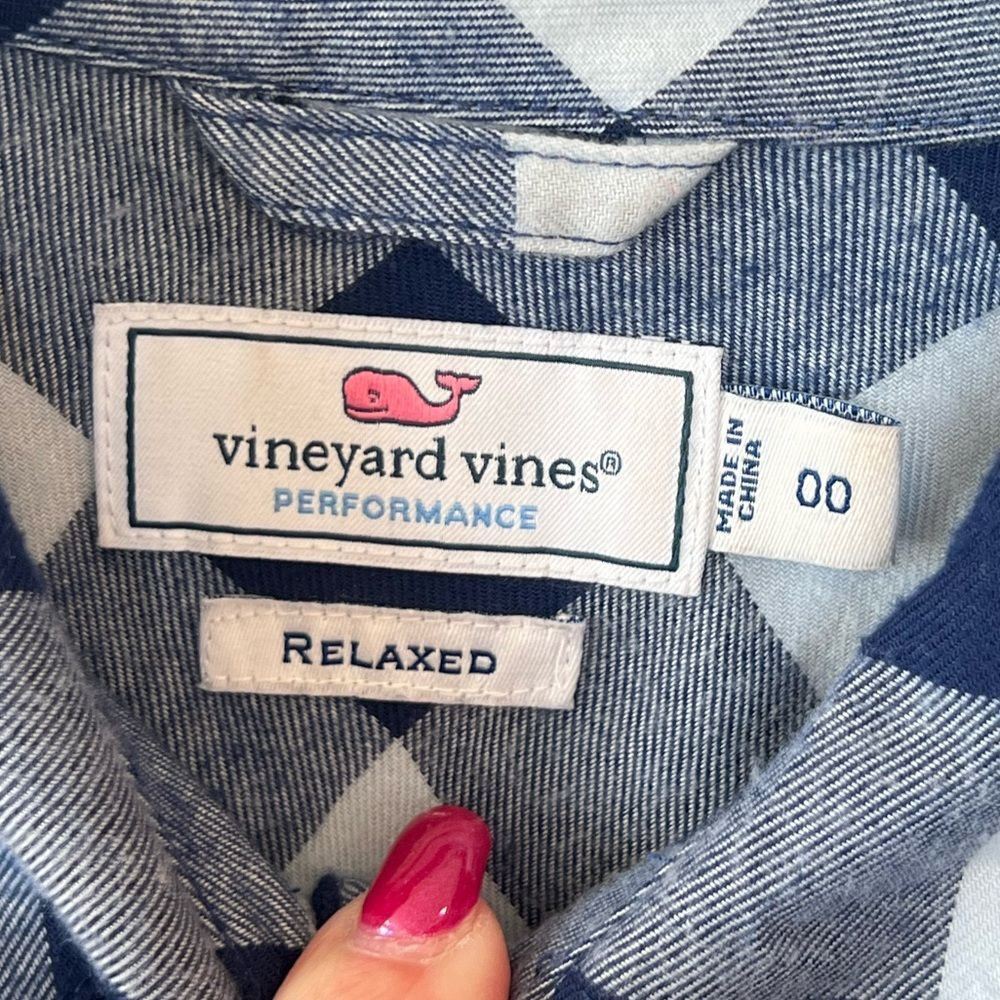 vineyard vines®
PERFORMANCE
MADE IN
CHINA
00
RELAXED